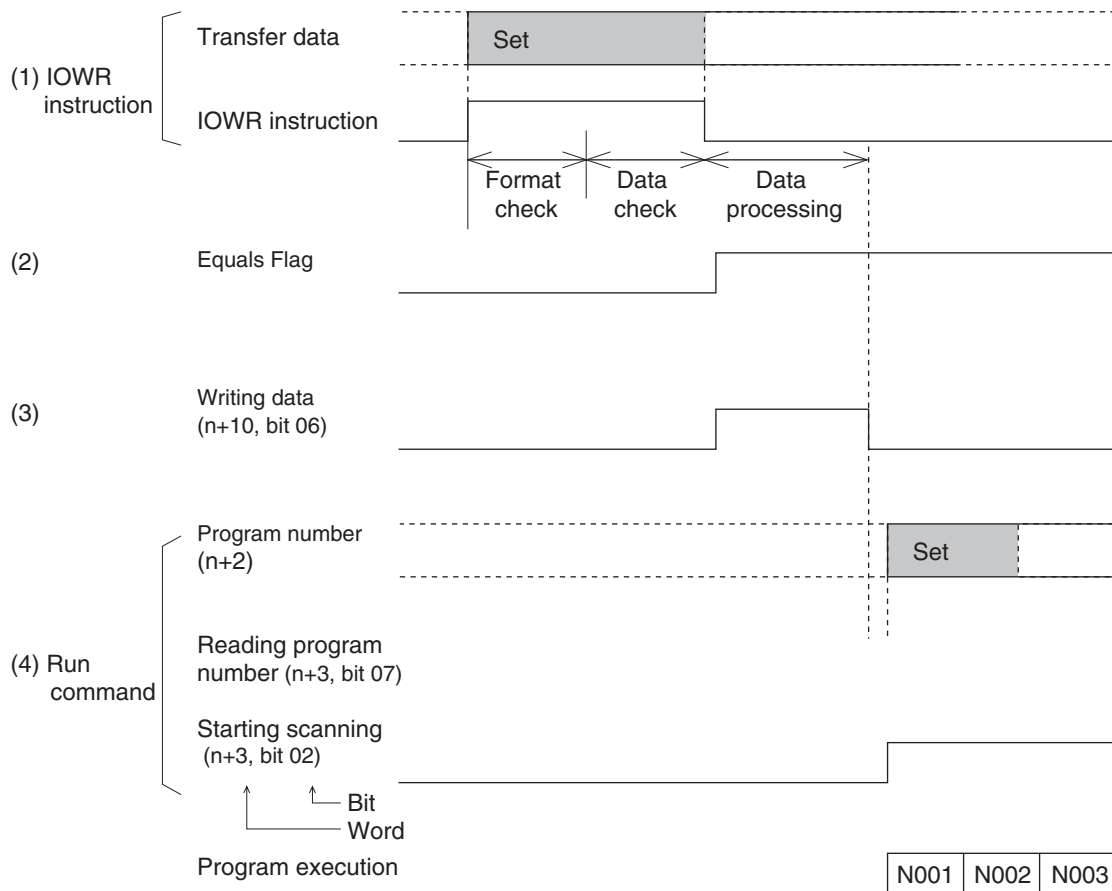 Transfer data
Set
(1) IOWR
instruction
IOWR instruction
Format
check
Data
check
Data
processing
(2)
Equals Flag
(3)
Writing data
(n+10, bit 06)
Program number
(n+2)
Set
(4) Run
command
Reading program
number (n+3, bit 07)
Starting scanning
(n+3, bit 02)
Bit
Word
Program execution
N001 N002 N003